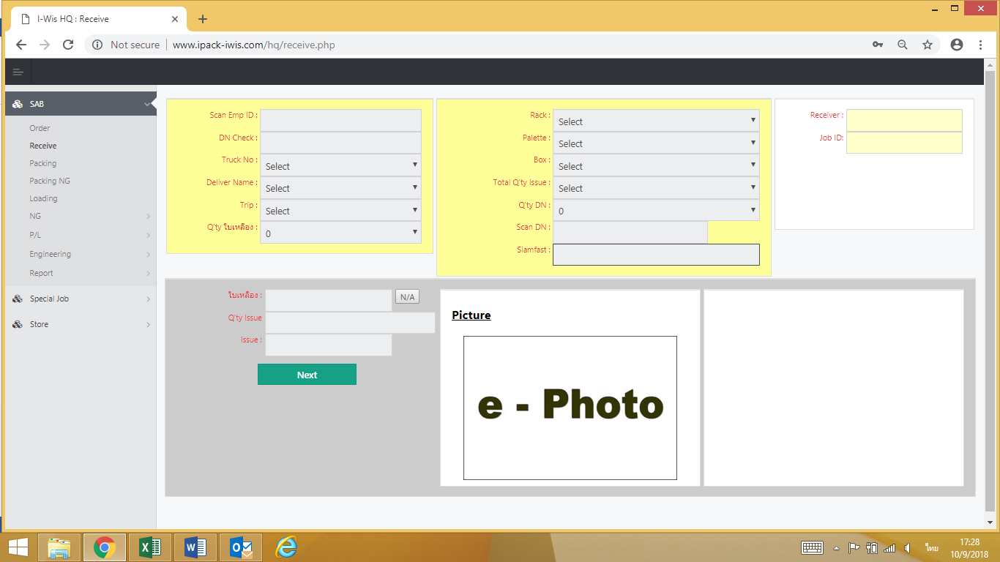 I-Wis HQ : Receive
Not secure
www.ipack-iwis.com/hq/receive.php
SAB
Order
Receive
Packing
Packing NG
Loading
NG
P/L
Engineering
Report
Special Job
Store
Scan Emp ID :
DN Check :
Truck No : Select
Deliver Name : Select
Trip : Select
Q'ty ใบเหลือง : 0
Rack : Select
Palette : Select
Box : Select
Total Q'ty Issue : Select
Q'ty DN : 0
Scan DN :
Siamfast :
Receiver :
Job ID:
ใบเหลือง : N/A
Q'ty Issue
Issue :
Next
Picture
e - Photo
ไทย
17:28
10/9/2018